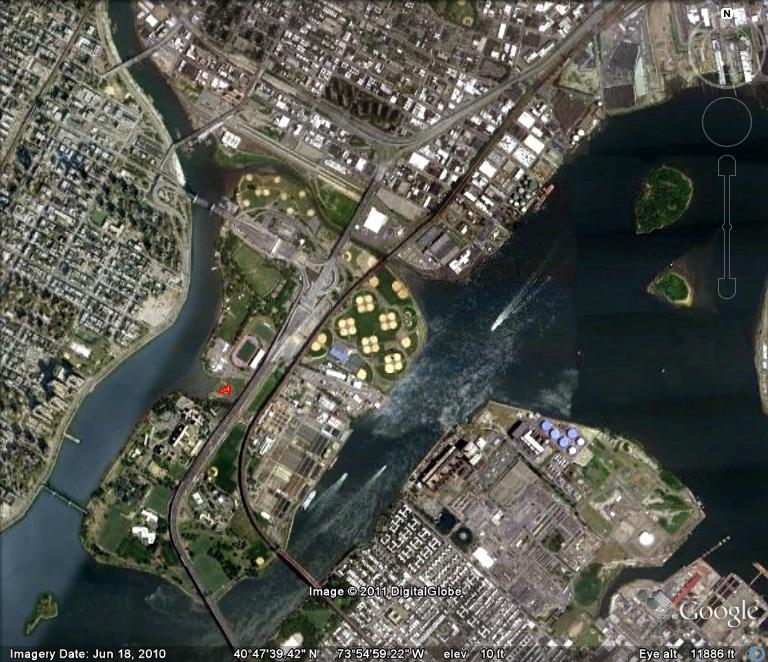 N
Image © 2011 DigitalGlobe
Google
Imagery Date: Jun 18, 2010 40°47'39.42" N 73°54'59.22" W elev 10 ft Eye alt 11886 ft